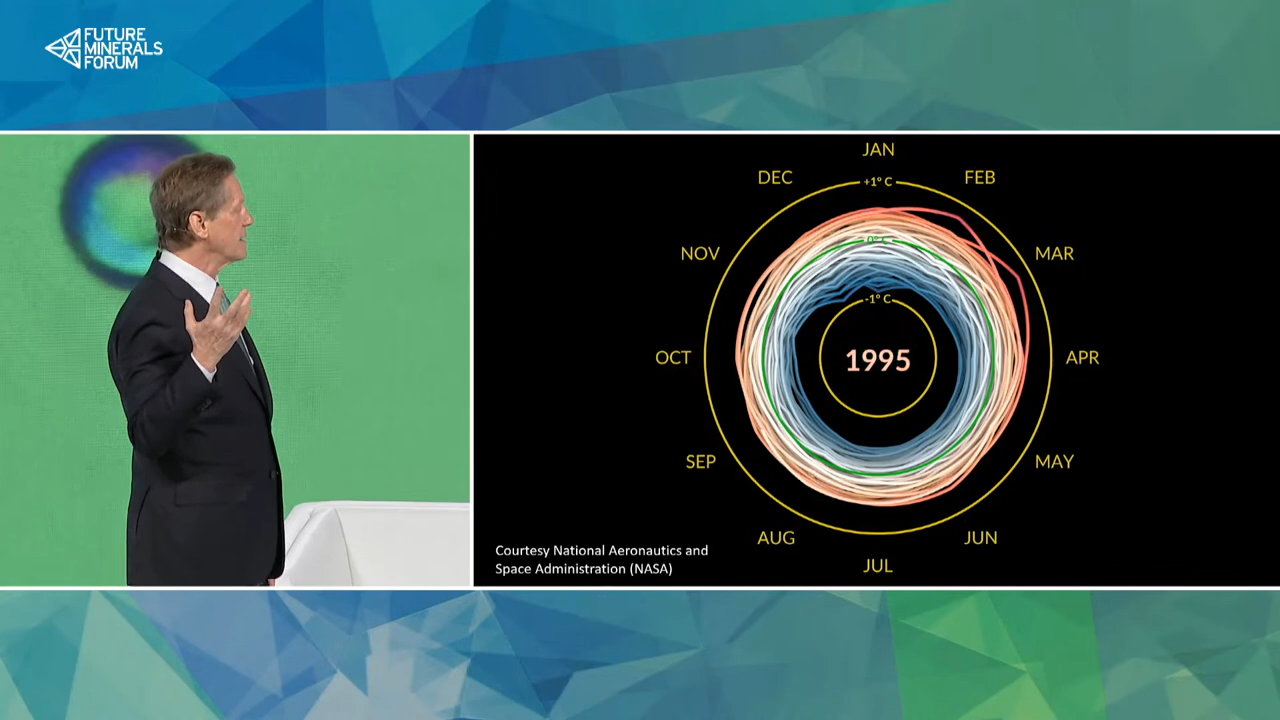 FUTURE
MINERALS
FORUM
JAN
DEC
FEB
+1° C
NOV
MAR
0° C
-1° C
OCT
1995
APR
SEP
MAY
AUG
JUN
JUL
Courtesy National Aeronautics and
Space Administration (NASA)